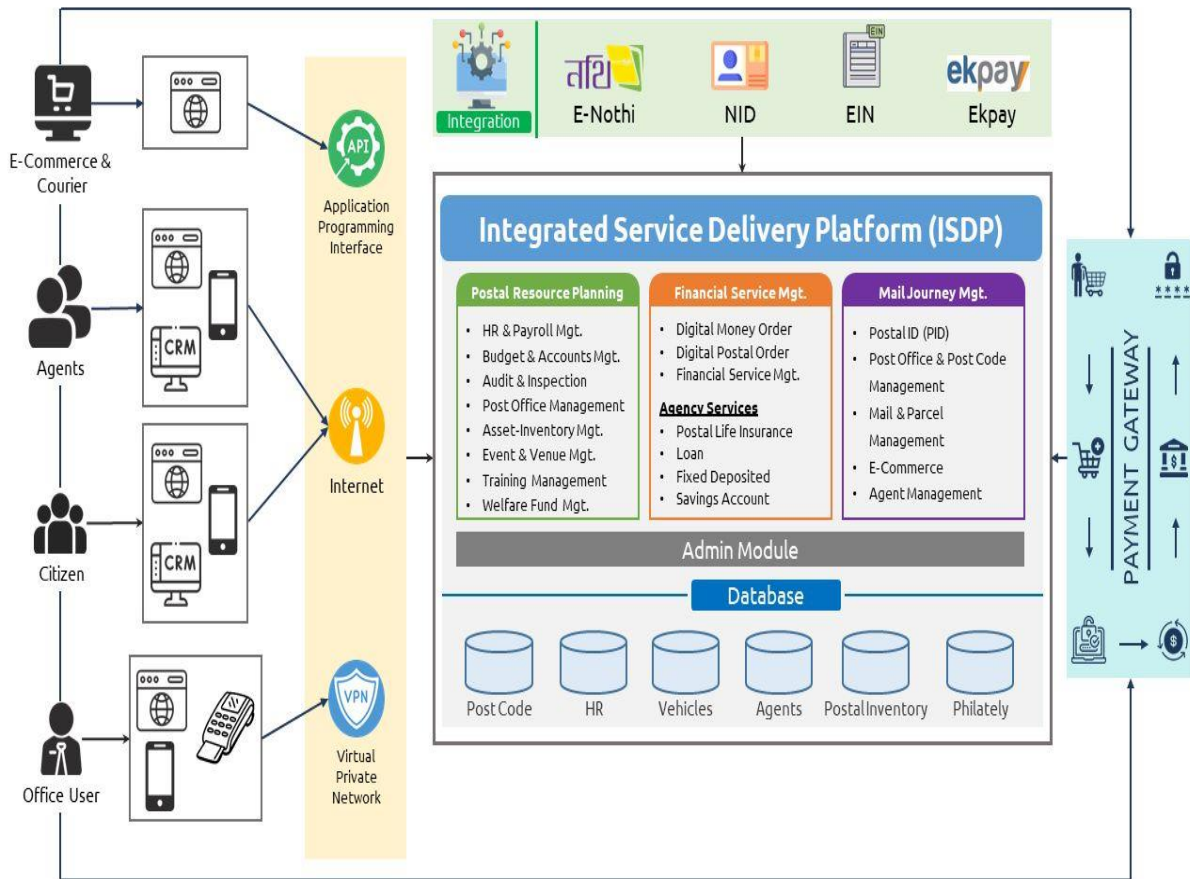 E-Commerce &
Courier
Agents
CRM
Citizen
CRM
Office User
API
Application
Programming
Interface
Internet
VPN
Virtual
Private
Network
Integration
নথি
E-Nothi
NID
EIN
EIN
ekpay
Ekpay
Integrated Service Delivery Platform (ISDP)
Postal Resource Planning
• HR & Payroll Mgt.
• Budget & Accounts Mgt.
• Audit & Inspection
• Post Office Management
• Asset-Inventory Mgt.
• Event & Venue Mgt.
• Training Management
• Welfare Fund Mgt.
Financial Service Mgt.
• Digital Money Order
• Digital Postal Order
• Financial Service Mgt.
Agency Services
• Postal Life Insurance
• Loan
• Fixed Deposited
• Savings Account
Mail Journey Mgt.
• Postal ID (PID)
• Post Office & Post Code
Management
• Mail & Parcel
Management
• E-Commerce
• Agent Management
Admin Module
Database
Post Code
HR
Vehicles
Agents
Postal Inventory
Philately
****
$
$
PAYMENT GATEWAY